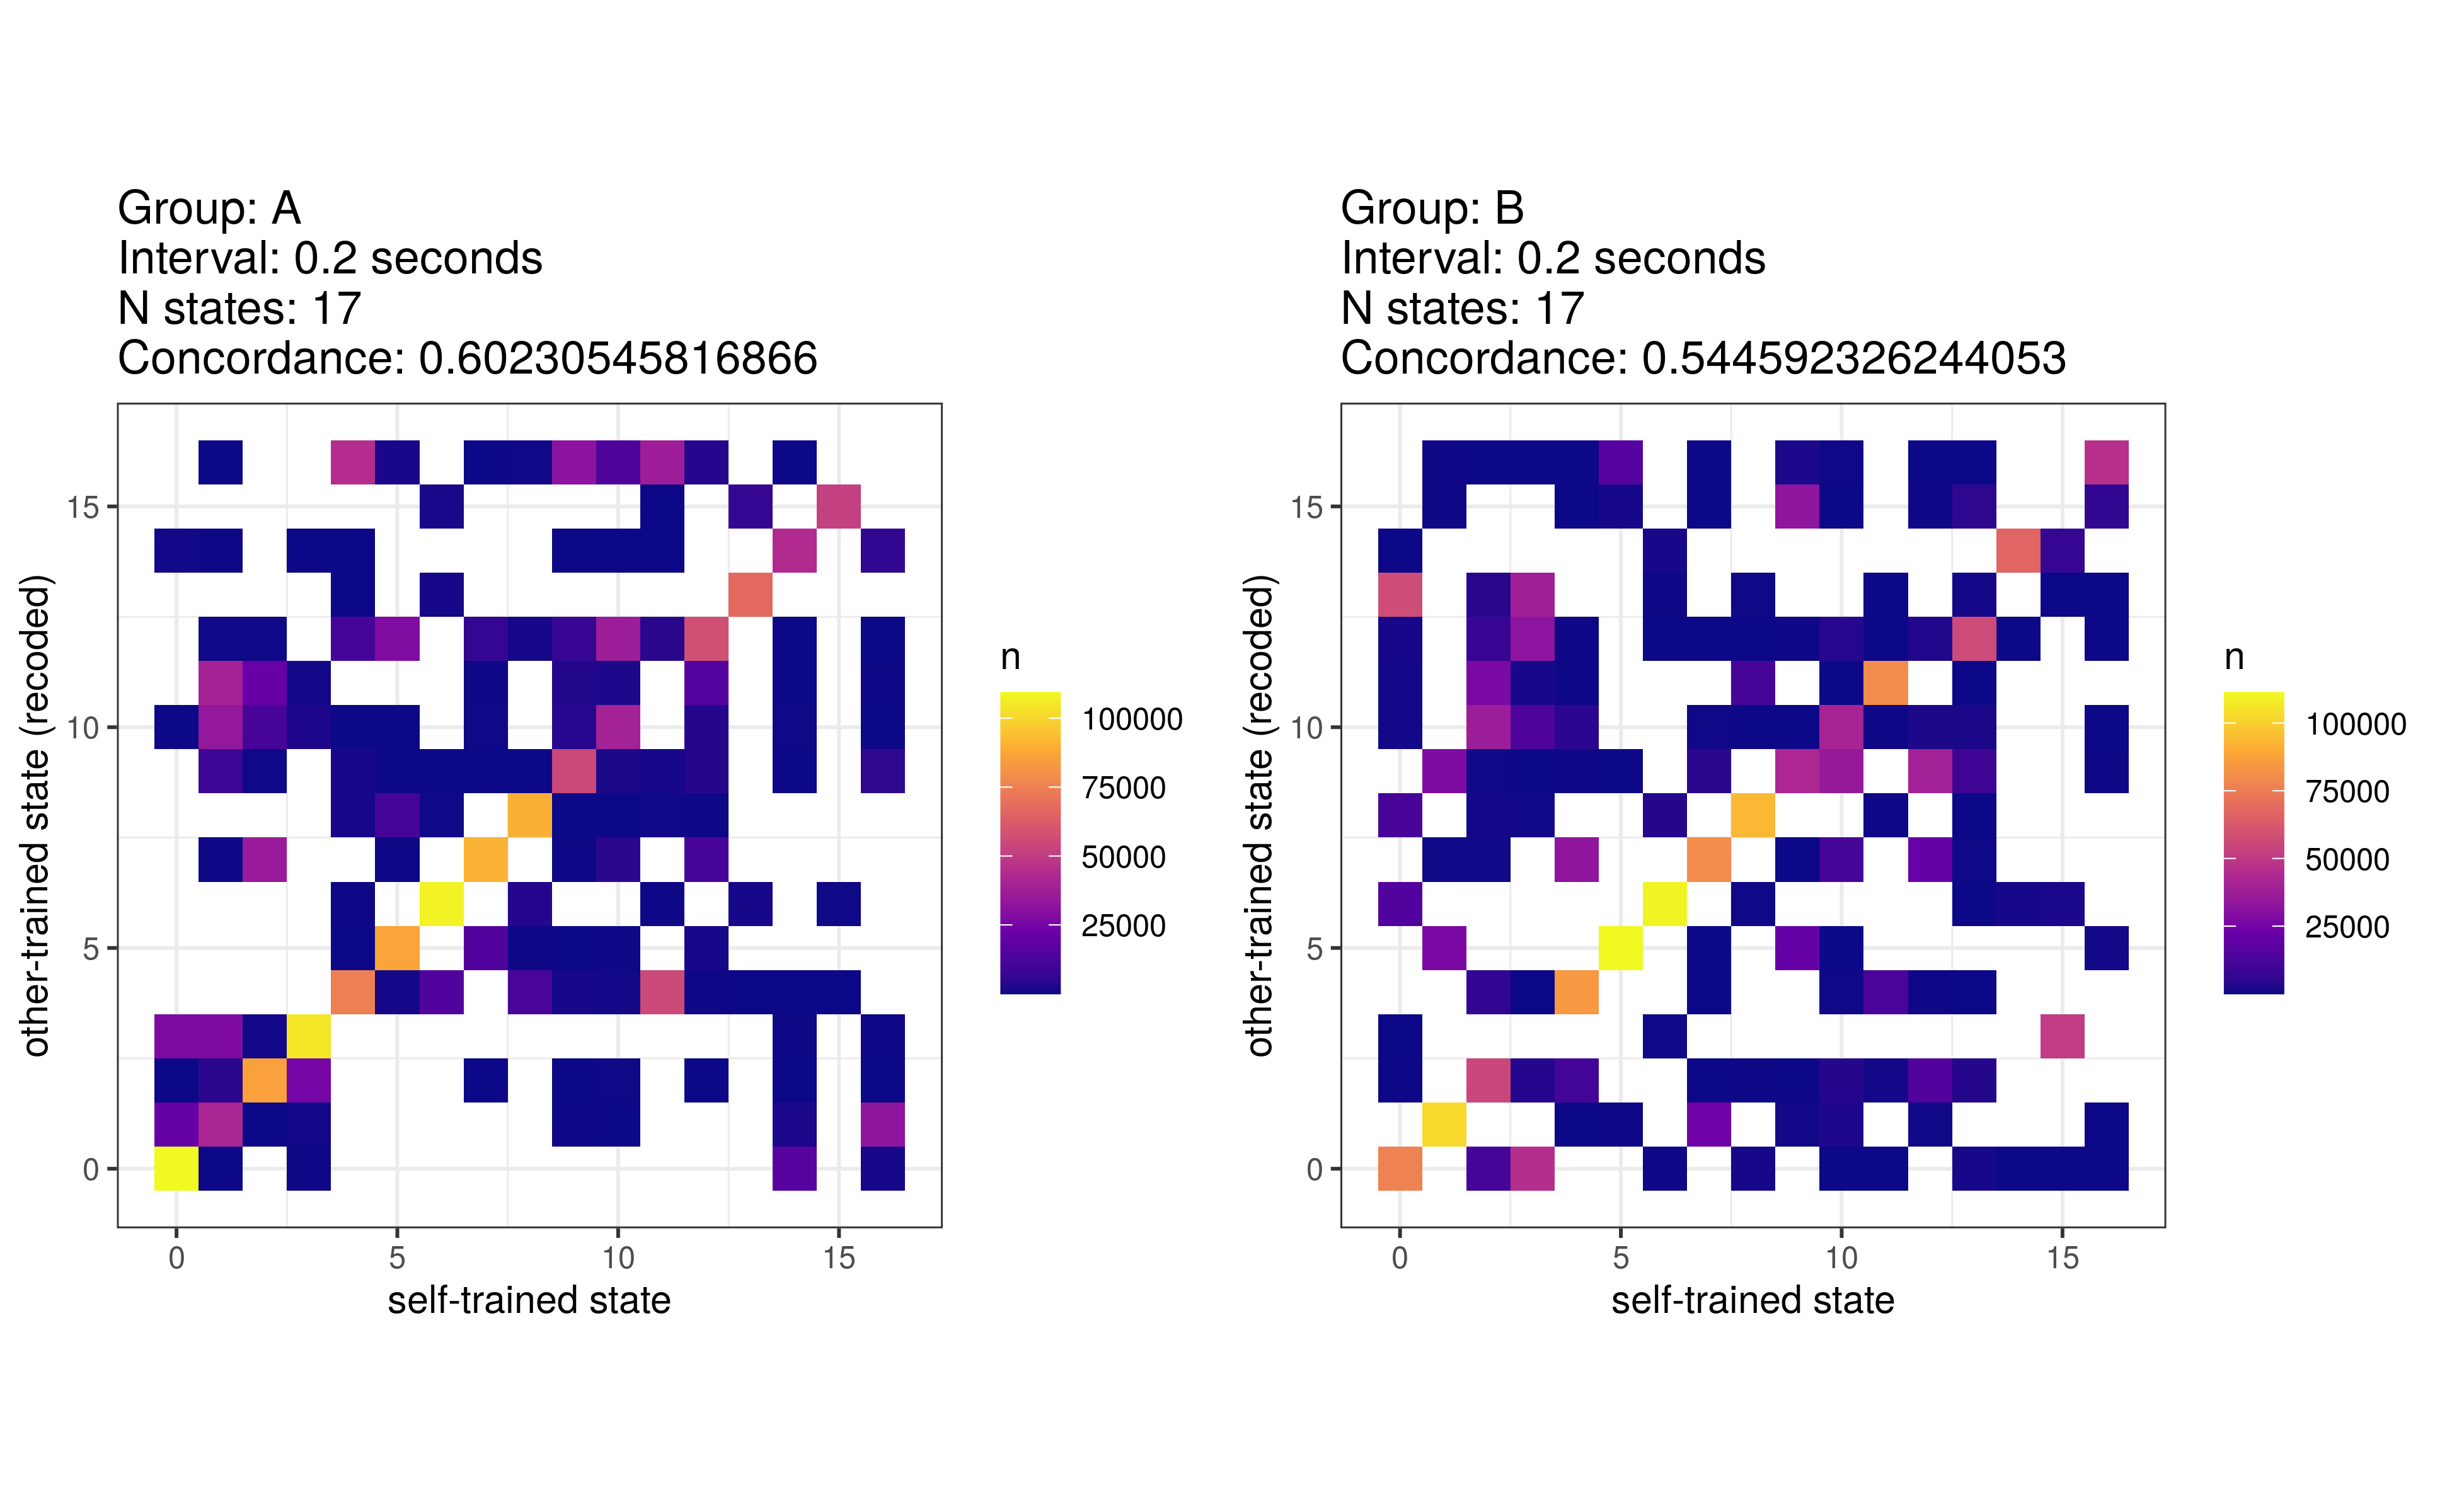 Group: A
Interval: 0.2 seconds
N states: 17
Concordance: 0.60230545816866
other-trained state (recoded)
15
10
5
0
0 5 10 15
self-trained state
n
100000
75000
50000
25000
Group: B
Interval: 0.2 seconds
N states: 17
Concordance: 0.544592326244053
other-trained state (recoded)
15
10
5
0
0 5 10 15
self-trained state
n
100000
75000
50000
25000